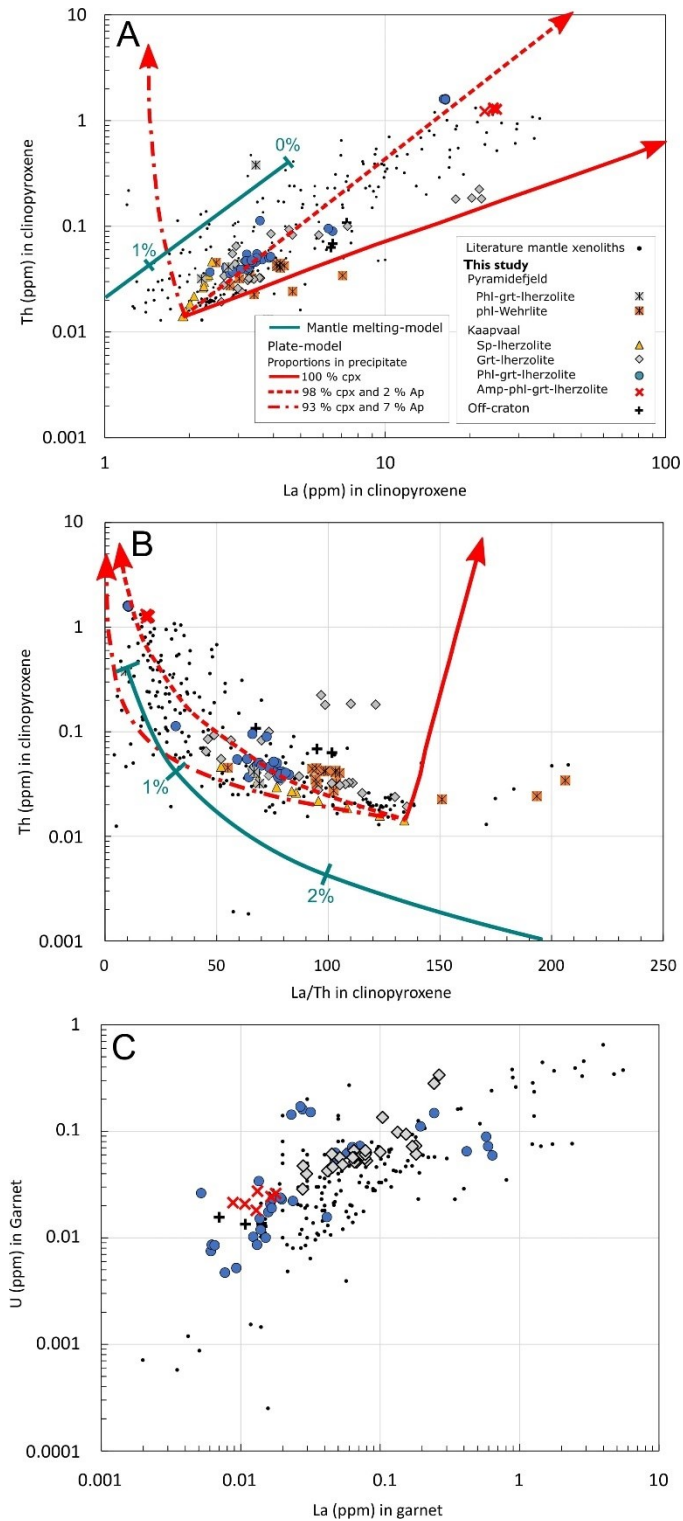 A
10
1
0.1
0.01
0.001
Th (ppm) in clinopyroxene
0%
1%
Mantle melting-model
Plate-model
Proportions in precipitate
100 % cpx
98 % cpx and 2 % Ap
93 % cpx and 7 % Ap
Literature mantle xenoliths
This study
Pyramidefjeld
Phl-grt-lherzolite
phl-Wehrlite
Kaapvaal
Sp-lherzolite
Grt-lherzolite
Phl-grt-lherzolite
Amp-phl-grt-lherzolite
Off-craton
1 10 100
La (ppm) in clinopyroxene
B
10
1
0.1
0.01
0.001
Th (ppm) in clinopyroxene
1%
2%
0 50 100 150 200 250
La/Th in clinopyroxene
C
1
0.1
0.01
0.001
0.0001
U (ppm) in Garnet
0.001 0.01 0.1 1 10
La (ppm) in garnet